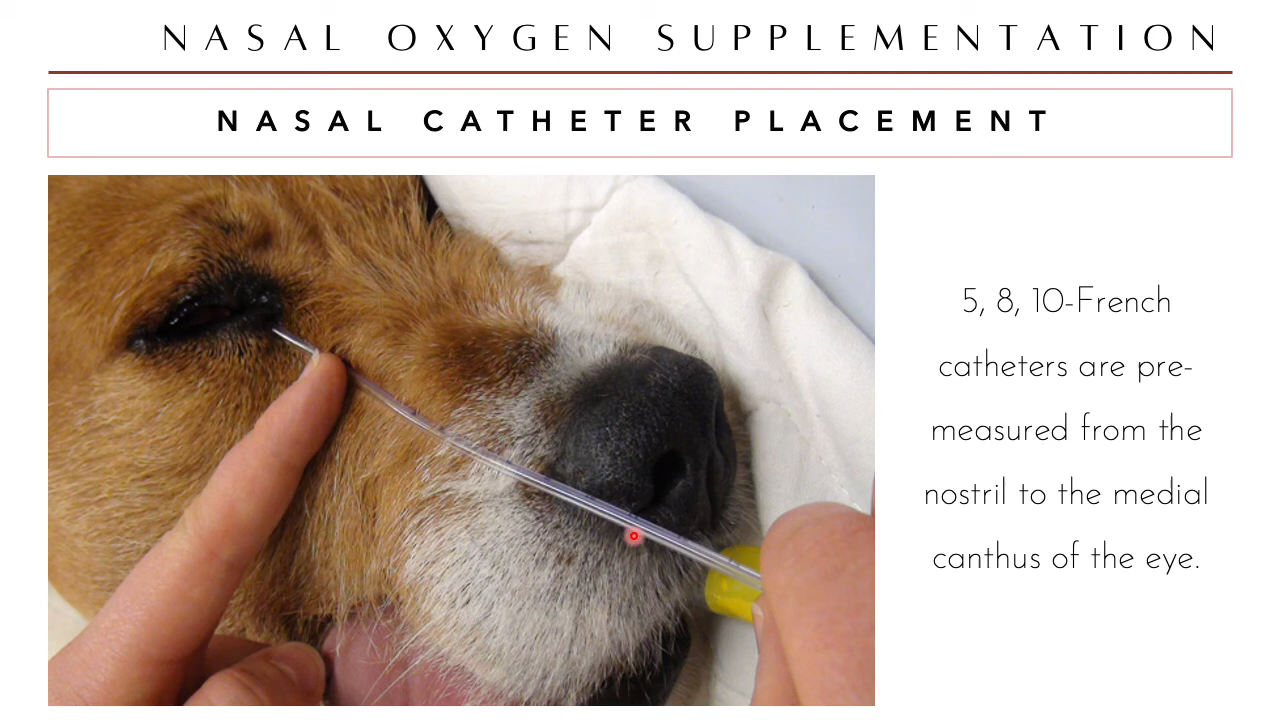 NASAL OXYGEN SUPPLEMENTATION
NASAL CATHETER PLACEMENT
5, 8, 10-French
catheters are pre-
measured from the
nostril to the medial
canthus of the eye.